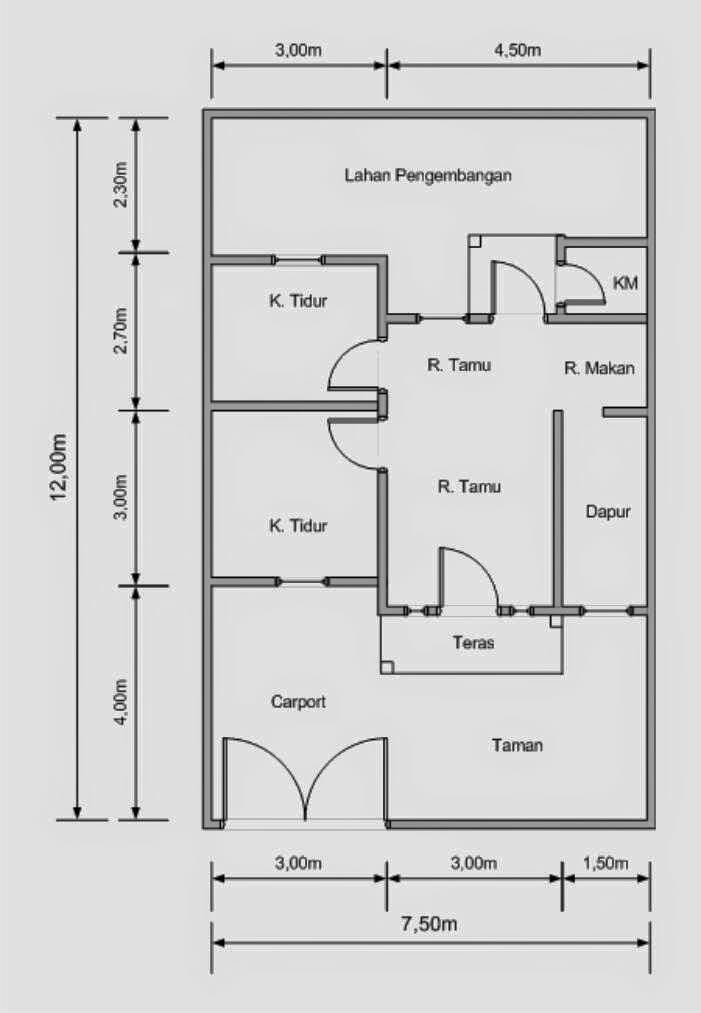 3,00m
4,50m
2,30m
Lahan Pengembangan
KM
K. Tidur
2,70m
R. Tamu
R. Makan
12,00m
3,00m
R. Tamu
Dapur
K. Tidur
Teras
4,00m
Carport
Taman
3,00m
3,00m
1,50m
7,50m